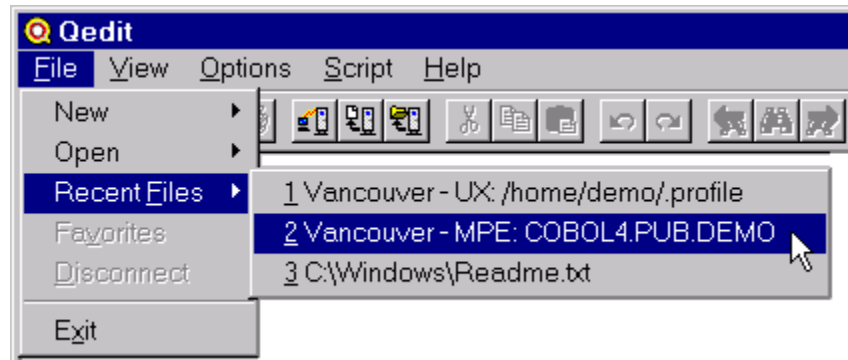 Qedit
File View Options Script Help
New
Open
Recent Files
1 Vancouver - UX: /home/demo/.profile
2 Vancouver - MPE: COBOL4.PUB.DEMO
3 C:\Windows\Readme.txt
Favorites
Disconnect
Exit